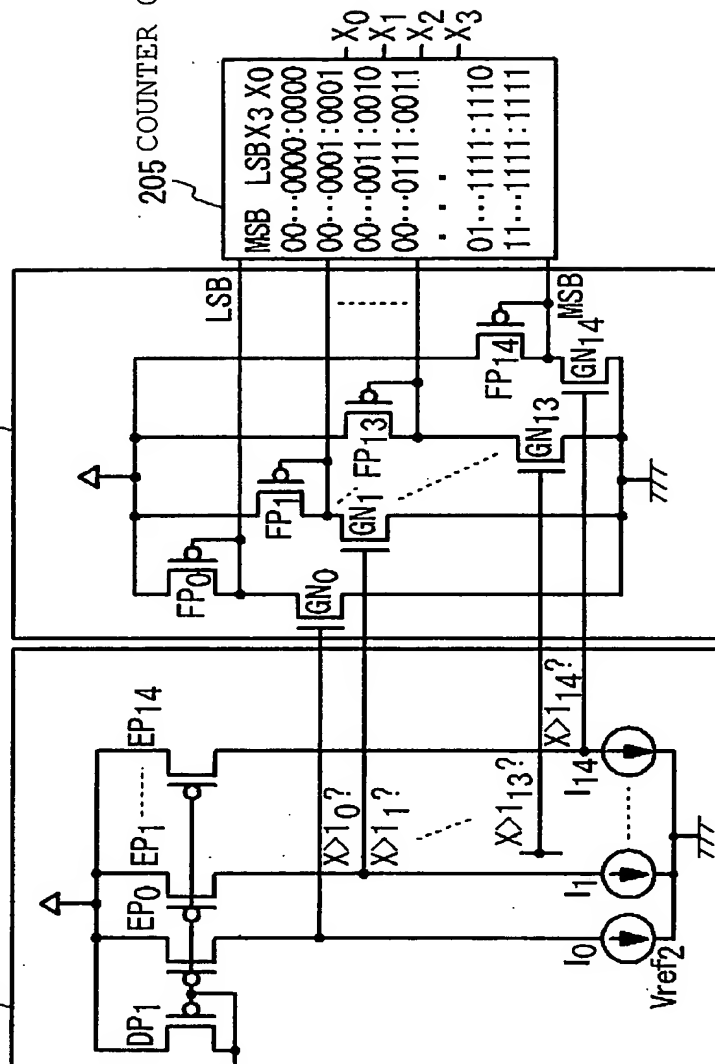 205 COUNTER
MSB LSB X3 X0
00···0000:0000
00···0001:0001
00···0011:0010
00···0111:0011
01···1111:1110
11···1111:1111
X0
X1
X2
X3
LSB
MSB
FP0
FP1
FP13
FP14
GN0
GN1
GN13
GN14
DP1
EP0
EP1
EP14
X>I0?
X>I1?
X>I13?
X>I14?
I0
I1
I14
Vref2